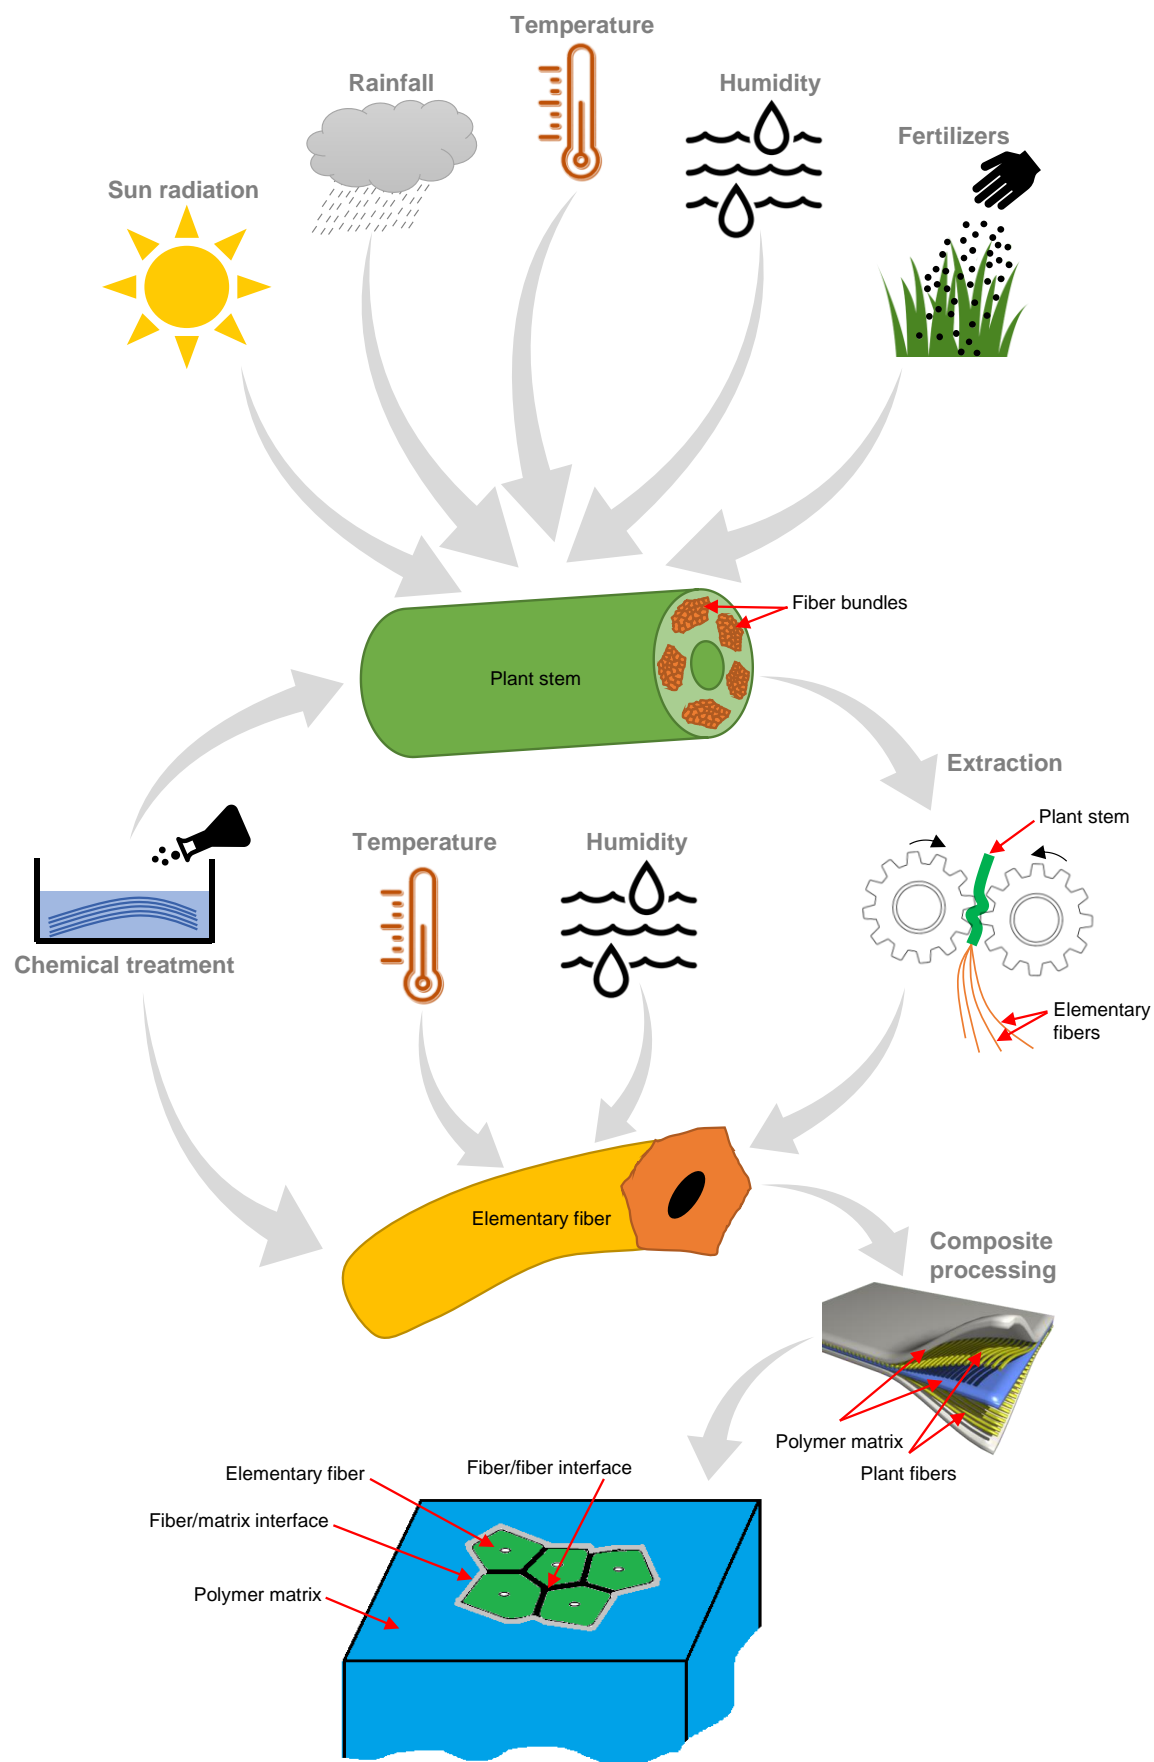 Temperature
Rainfall
Humidity
Fertilizers
Sun radiation
Fiber bundles
Plant stem
Extraction
Plant stem
Temperature
Humidity
Chemical treatment
Elementary
fibers
Elementary fiber
Composite
processing
Polymer matrix
Plant fibers
Fiber/fiber interface
Elementary fiber
Fiber/matrix interface
Polymer matrix